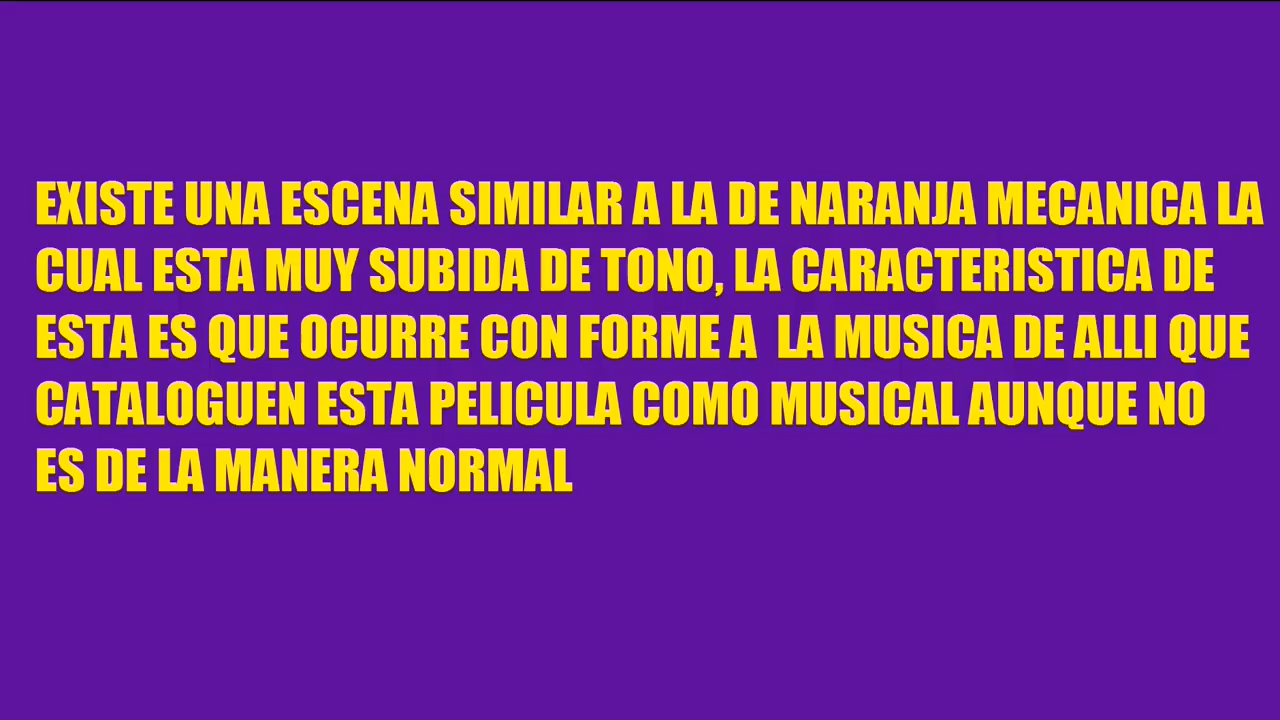 EXISTE UNA ESCENA SIMILAR A LA DE NARANJA MECANICA LA
CUAL ESTA MUY SUBIDA DE TONO, LA CARACTERISTICA DE
ESTA ES QUE OCURRE CON FORME A  LA MUSICA DE ALLI QUE
CATALOGUEN ESTA PELICULA COMO MUSICAL AUNQUE NO
ES DE LA MANERA NORMAL